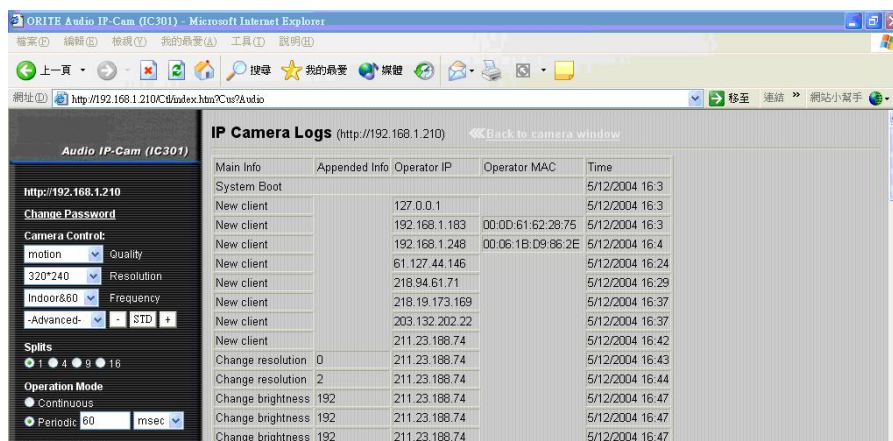 ORITE Audio IP-Cam (IC301) - Microsoft Internet Explorer
檔案(F) 編輯(E) 檢視(V) 我的最愛(A) 工具(T) 說明(H)
上一頁 搜尋 我的最愛 媒體
網址(D) http://192.168.1.210/Ctl/index.htm?Cus?Audio 移至 連結 » 網站小幫手
Audio IP-Cam (IC301)
http://192.168.1.210
Change Password
Camera Control:
motion Quality
320*240 Resolution
Indoor&60 Frequency
-Advanced- - STD +
Splits
1 4 9 16
Operation Mode
Continuous
Periodic 60 msec
IP Camera Logs (http://192.168.1.210) Back to camera window
Main Info Appended Info Operator IP Operator MAC Time
System Boot 5/12/2004 16:3
New client 127.0.0.1 5/12/2004 16:3
New client 192.168.1.183 00:0D:61:62:28:75 5/12/2004 16:3
New client 192.168.1.248 00:06:1B:D9:86:2E 5/12/2004 16:4
New client 61.127.44.146 5/12/2004 16:24
New client 218.94.61.71 5/12/2004 16:29
New client 218.19.173.169 5/12/2004 16:37
New client 203.132.202.22 5/12/2004 16:37
New client 211.23.188.74 5/12/2004 16:42
Change resolution 0 211.23.188.74 5/12/2004 16:43
Change resolution 2 211.23.188.74 5/12/2004 16:44
Change brightness 192 211.23.188.74 5/12/2004 16:47
Change brightness 192 211.23.188.74 5/12/2004 16:47
Change brightness 192 211.23.188.74 5/12/2004 16:47